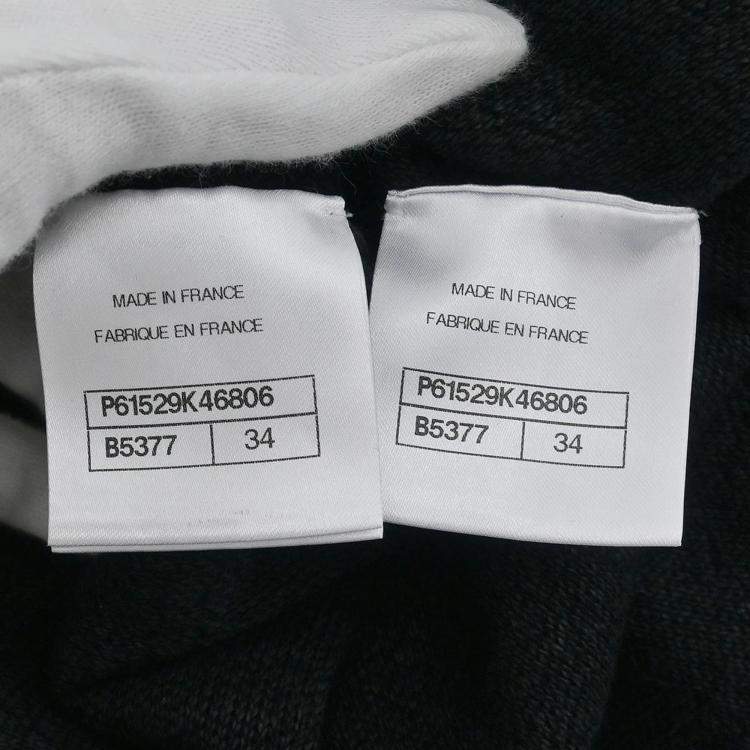 MADE IN FRANCE
FABRIQUE EN FRANCE
P61529K46806
B5377 34
MADE IN FRANCE
FABRIQUE EN FRANCE
P61529K46806
B5377 34